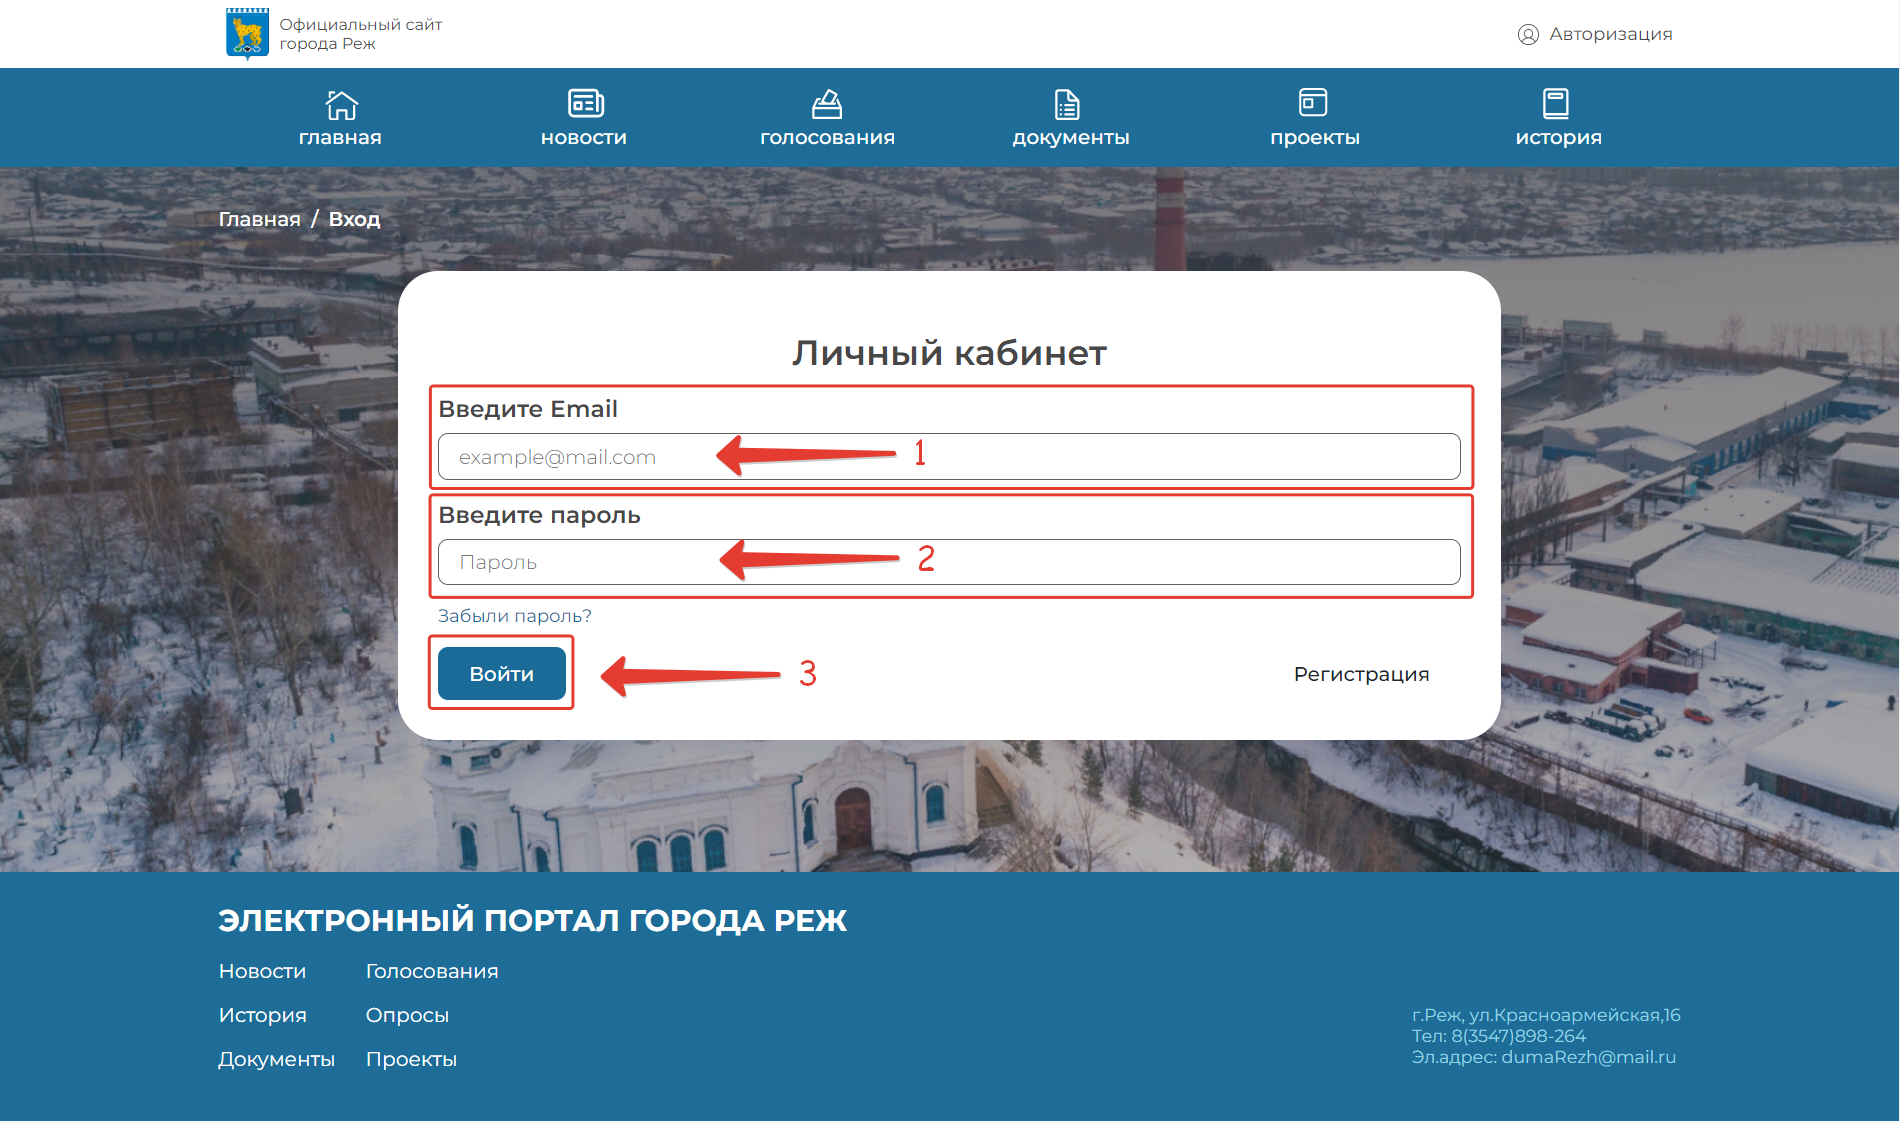 Официальный сайт
города Реж
Авторизация
главная
новости
голосования
документы
проекты
история
Главная / Вход
Личный кабинет
Введите Email
example@mail.com
1
Введите пароль
Пароль
2
Забыли пароль?
Войти
3
Регистрация
ЭЛЕКТРОННЫЙ ПОРТАЛ ГОРОДА РЕЖ
Новости
Голосования
История
Опросы
Документы
Проекты
г.Реж, ул.Красноармейская,16
Тел: 8(3547)898-264
Эл.адрес: dumaRezh@mail.ru